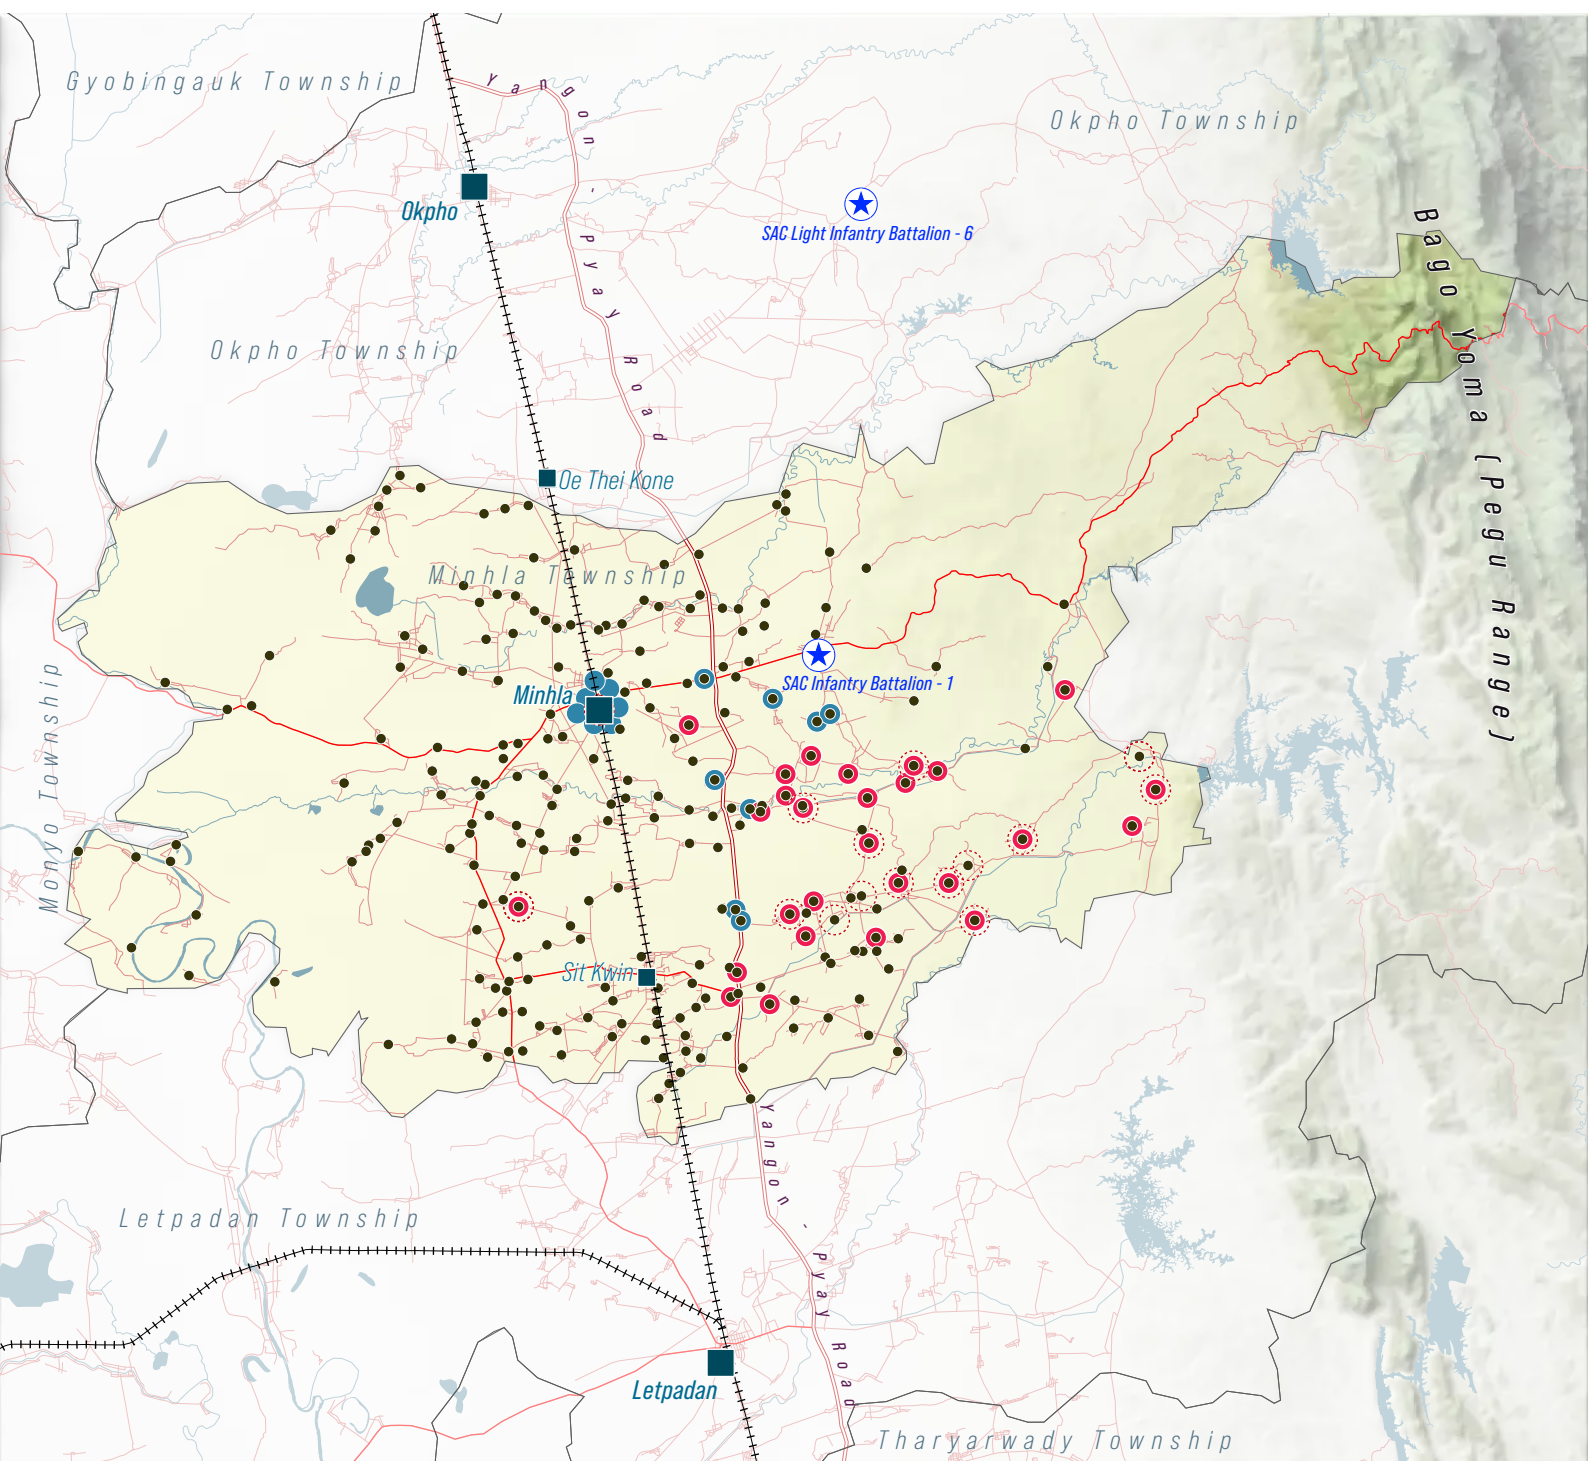 Gyobingauk Township
Yangon - Pyay Road
Okpho Township
Okpho
SAC Light Infantry Battalion - 6
Bago Yoma (Pegu Range)
Okpho Township
Oe Thei Kone
Minhla Township
Minhla
SAC Infantry Battalion - 1
Monyo Township
Sit Kwin
Yangon - Pyay Road
Letpadan Township
Letpadan
Tharyarwady Township